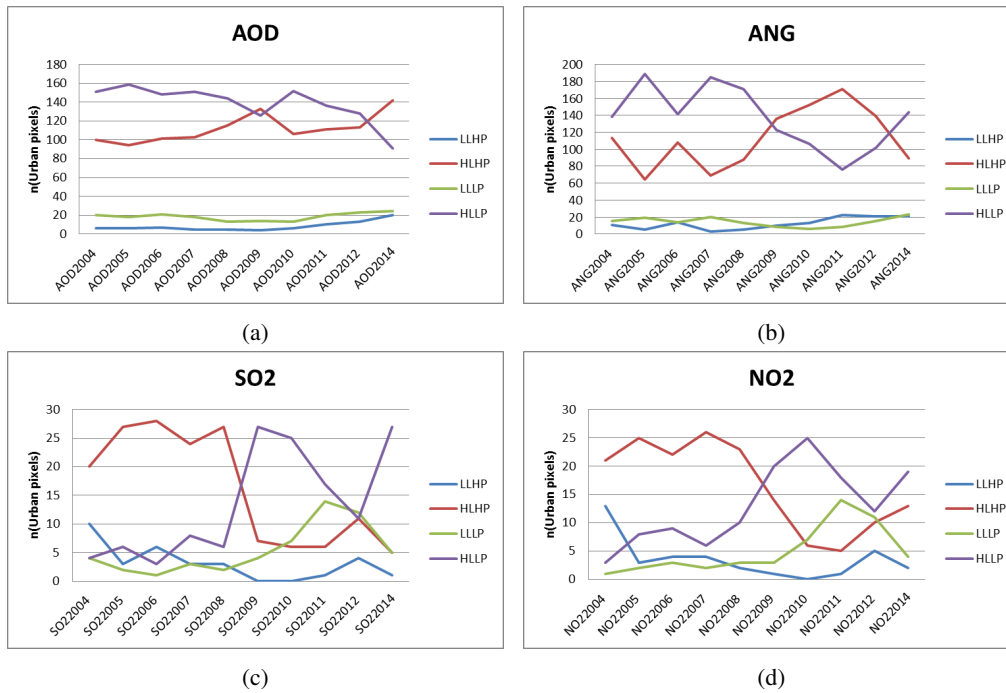 AOD
n(Urban pixels)
180
160
140
120
100
80
60
40
20
0
AOD2004
AOD2005
AOD2006
AOD2007
AOD2008
AOD2009
AOD2010
AOD2011
AOD2012
AOD2014
LLHP
HLHP
LLLP
HLLP
(a)
ANG
n(Urban pixels)
200
180
160
140
120
100
80
60
40
20
0
ANG2004
ANG2005
ANG2006
ANG2007
ANG2008
ANG2009
ANG2010
ANG2011
ANG2012
ANG2014
LLHP
HLHP
LLLP
HLLP
(b)
SO2
n(Urban pixels)
30
25
20
15
10
5
0
SO22004
SO22005
SO22006
SO22007
SO22008
SO22009
SO22010
SO22011
SO22012
SO22014
LLHP
HLHP
LLLP
HLLP
(c)
NO2
n(Urban pixels)
30
25
20
15
10
5
0
NO22004
NO22005
NO22006
NO22007
NO22008
NO22009
NO22010
NO22011
NO22012
NO22014
LLHP
HLHP
LLLP
HLLP
(d)